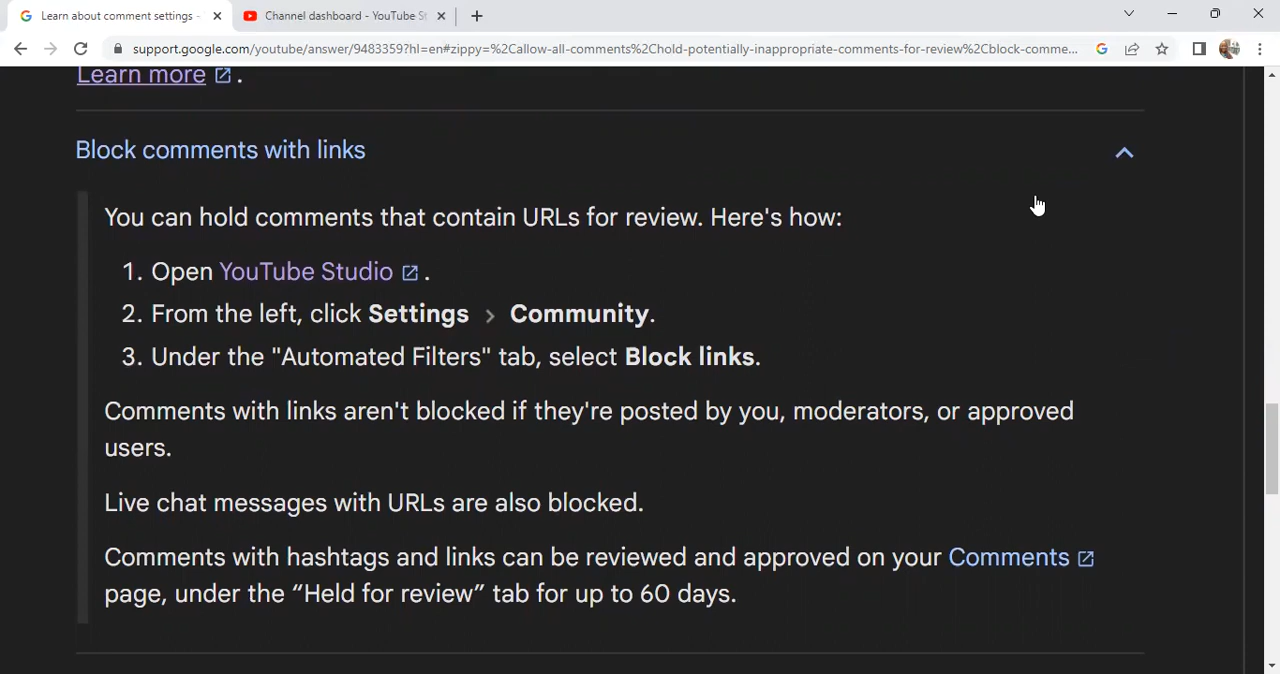 Learn about comment settings -
Channel dashboard - YouTube St
support.google.com/youtube/answer/9483359?hl=en#zippy=%2Callow-all-comments%2Chold-potentially-inappropriate-comments-for-review%2Cblock-comme...
Learn more .
Block comments with links
You can hold comments that contain URLs for review. Here's how:
1. Open YouTube Studio .
2. From the left, click Settings > Community.
3. Under the "Automated Filters" tab, select Block links.
Comments with links aren't blocked if they're posted by you, moderators, or approved
users.
Live chat messages with URLs are also blocked.
Comments with hashtags and links can be reviewed and approved on your Comments
page, under the “Held for review” tab for up to 60 days.